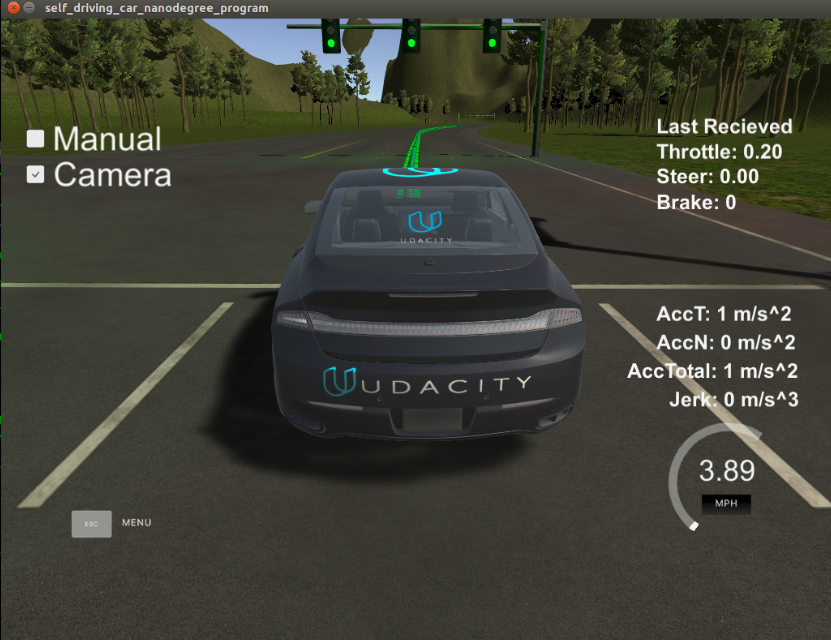 self_driving_car_nanodegree_program
Manual
Camera
Last Recieved
Throttle: 0.20
Steer: 0.00
Brake: 0
UDACITY
AccT: 1 m/s^2
AccN: 0 m/s^2
AccTotal: 1 m/s^2
Jerk: 0 m/s^3
UDACITY
3.89
MPH
ESC MENU